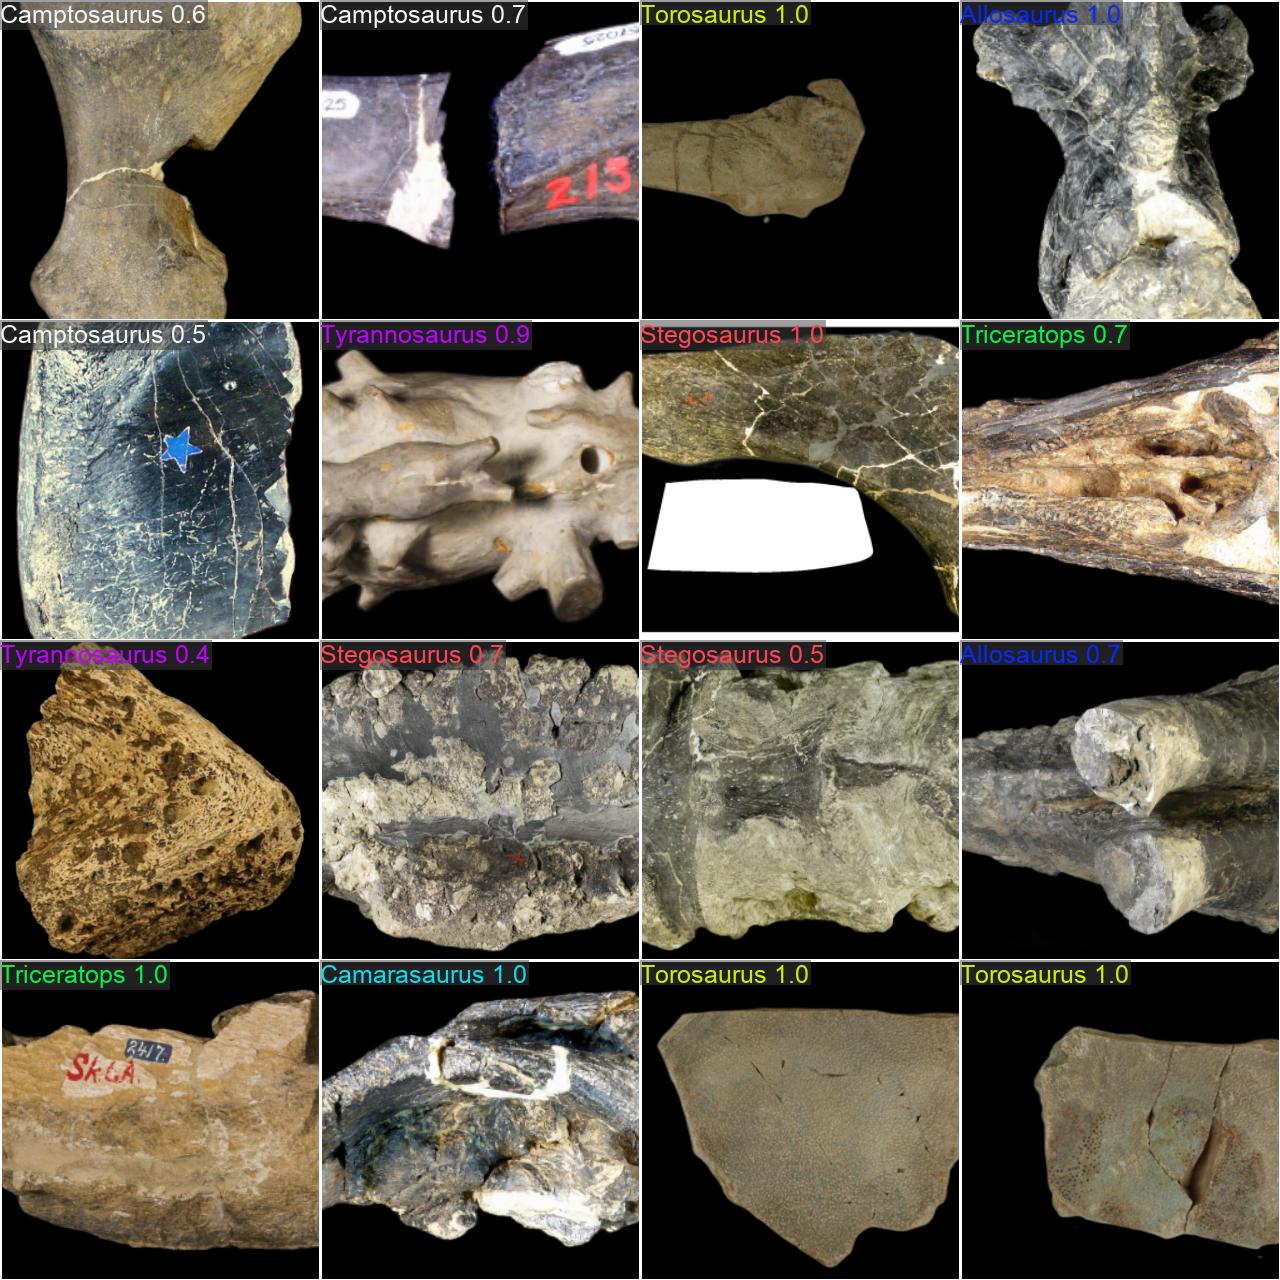 Camptosaurus 0.6
Camptosaurus 0.7
Torosaurus 1.0
Allosaurus 1.0
25
213
Camptosaurus 0.5
Tyrannosaurus 0.9
Stegosaurus 1.0
Triceratops 0.7
Tyrannosaurus 0.4
Stegosaurus 0.7
Stegosaurus 0.5
Allosaurus 0.7
Triceratops 1.0
Camarasaurus 1.0
Torosaurus 1.0
Torosaurus 1.0
2417
Sk.LA.